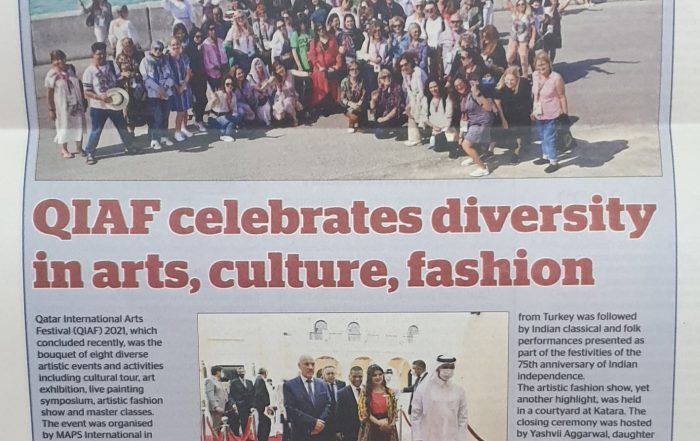 QIAF celebrates diversity
in arts, culture, fashion
Qatar International Arts
Festival (QIAF) 2021, which
concluded recently, was the
bouquet of eight diverse
artistic events and activities
including cultural tour, art
exhibition, live painting
symposium, artistic fashion
show and master classes.
The event was organised
by MAPS International in
from Turkey was followed
by Indian classical and folk
performances presented as
part of the festivities of the
75th anniversary of Indian
independence.
The artistic fashion show, yet
another highlight, was held
in a courtyard at Katara. The
closing ceremony was hosted
by Yashvii Aggarwal, daughter